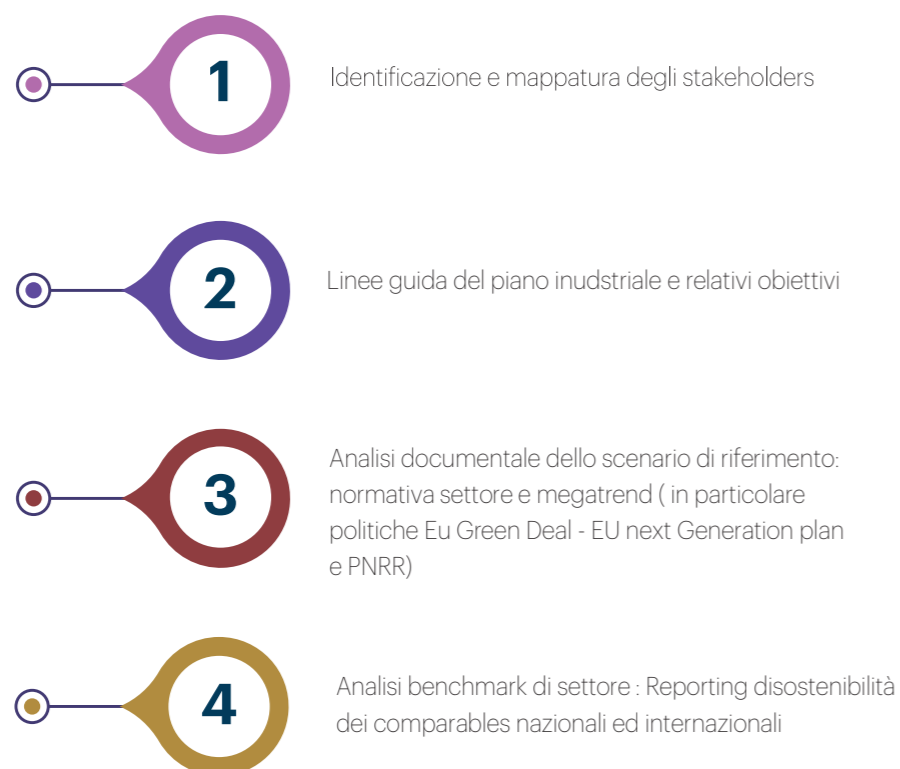 1
Identificazione e mappatura degli stakeholders
2
Linee guida del piano inudstriale e relativi obiettivi
3
Analisi documentale dello scenario di riferimento:
normativa settore e megatrend ( in particolare
politiche Eu Green Deal - EU next Generation plan
e PNRR)
4
Analisi benchmark di settore : Reporting disostenibilità
dei comparables nazionali ed internazionali